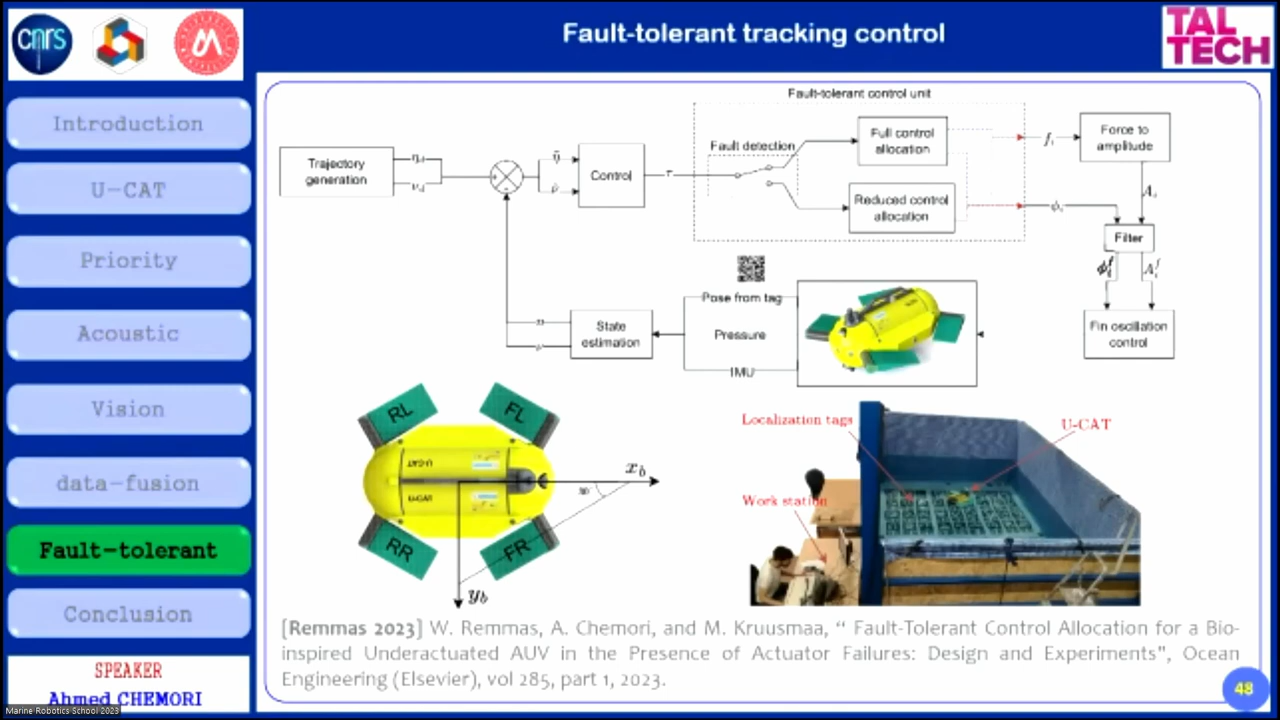 cnrs
Fault-tolerant tracking control
TAL
TECH
Introduction
U-CAT
Priority
Acoustic
Vision
data-fusion
Fault-tolerant
Conclusion
SPEAKER
Ahmed CHEMORI
Marine Robotics School 2023
Fault-tolerant control unit
Trajectory
generation
Control
τ
Fault detection
Full control
allocation
Reduced control
allocation
Force to
amplitude
Filter
Fin oscillation
control
State
estimation
Pose from tag
Pressure
IMU
RL
FL
RR
FR
U-CAT
U-CAT
x_b
y_b
30
Localization tags
U-CAT
Work station
[Remmas 2023] W. Remmas, A. Chemori, and M. Kruusmaa, “ Fault-Tolerant Control Allocation for a Bio-
inspired Underactuated AUV in the Presence of Actuator Failures: Design and Experiments”, Ocean
Engineering (Elsevier), vol 285, part 1, 2023.
48